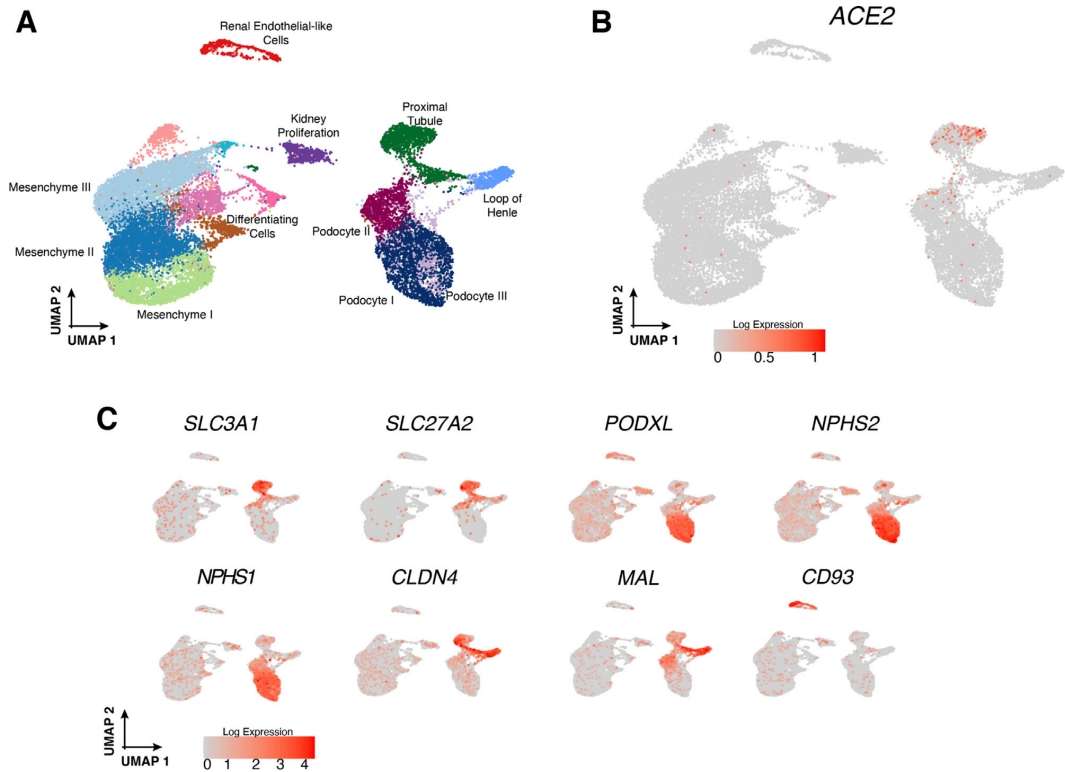 A
Renal Endothelial-like
Cells
Kidney
Proliferation
Proximal
Tubule
Mesenchyme III
Loop of
Henle
Differentiating
Cells
Podocyte II
Mesenchyme II
Podocyte I
Podocyte III
Mesenchyme I
UMAP 2
UMAP 1
B
ACE2
UMAP 2
UMAP 1
Log Expression
0 0.5 1
C
SLC3A1 SLC27A2 PODXL NPHS2
NPHS1 CLDN4 MAL CD93
UMAP 2
UMAP 1
Log Expression
0 1 2 3 4